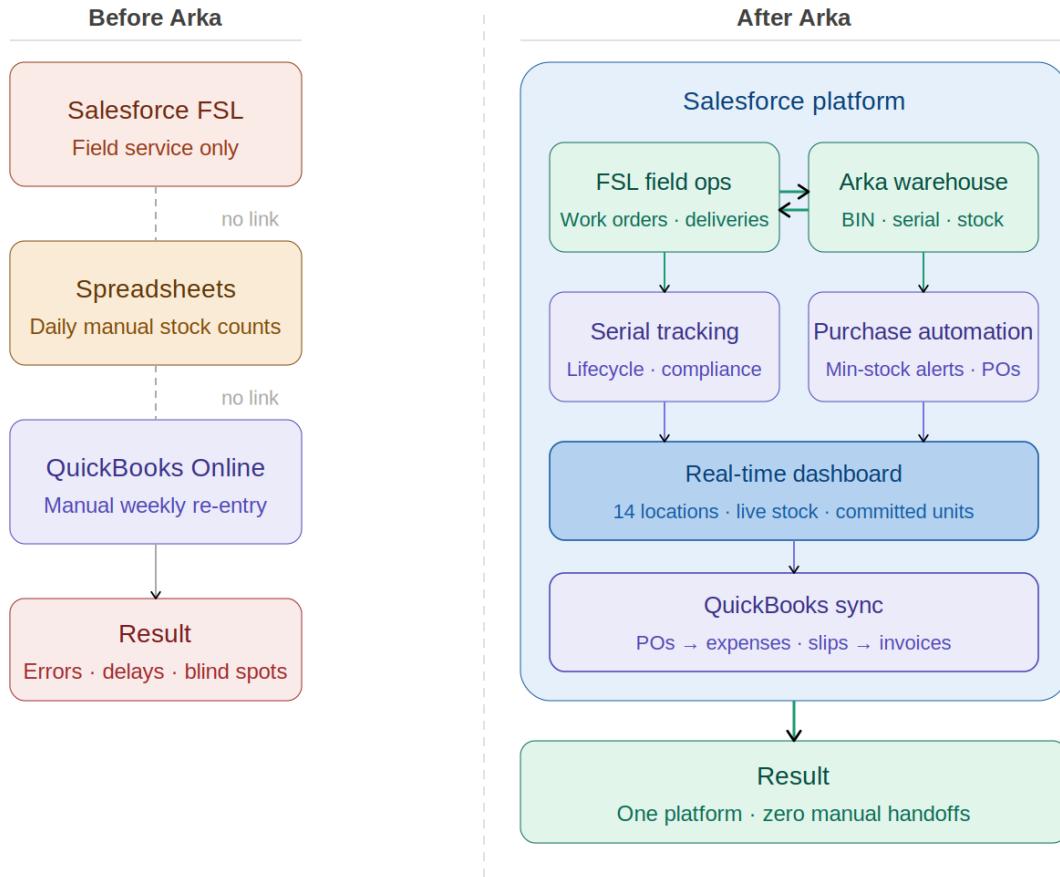 Before Arka
Salesforce FSL
Field service only
no link
Spreadsheets
Daily manual stock counts
no link
QuickBooks Online
Manual weekly re-entry
Result
Errors · delays · blind spots
After Arka
Salesforce platform
FSL field ops
Work orders · deliveries
Arka warehouse
BIN · serial · stock
Serial tracking
Lifecycle · compliance
Purchase automation
Min-stock alerts · POs
Real-time dashboard
14 locations · live stock · committed units
QuickBooks sync
POs → expenses · slips → invoices
Result
One platform · zero manual handoffs